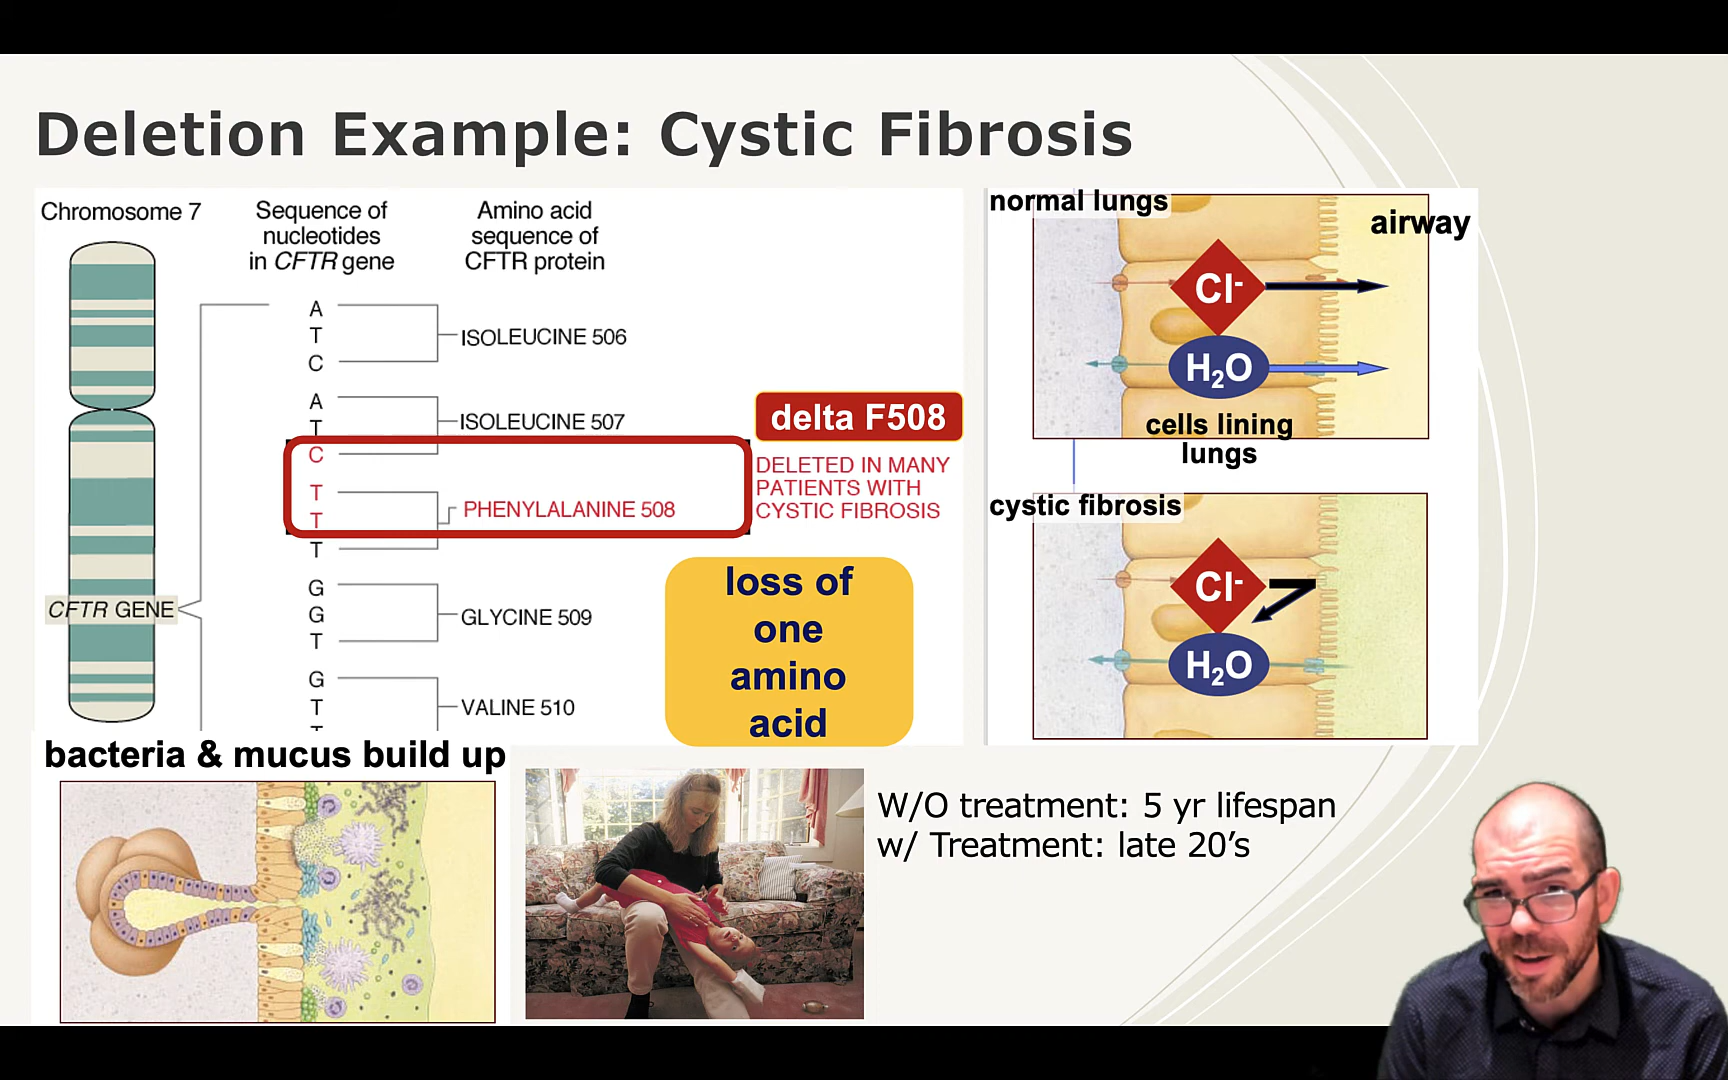 Deletion Example: Cystic Fibrosis
Chromosome 7
Sequence of
nucleotides
in CFTR gene
Amino acid
sequence of
CFTR protein
A
T
C
ISOLEUCINE 506
A
T
C
ISOLEUCINE 507
T
T
T
PHENYLALANINE 508
G
G
T
GLYCINE 509
G
T
VALINE 510
CFTR GENE
delta F508
DELETED IN MANY
PATIENTS WITH
CYSTIC FIBROSIS
loss of
one
amino
acid
normal lungs
airway
Cl-
H2O
cells lining
lungs
cystic fibrosis
Cl-
H2O
bacteria & mucus build up
W/O treatment: 5 yr lifespan
w/ Treatment: late 20's